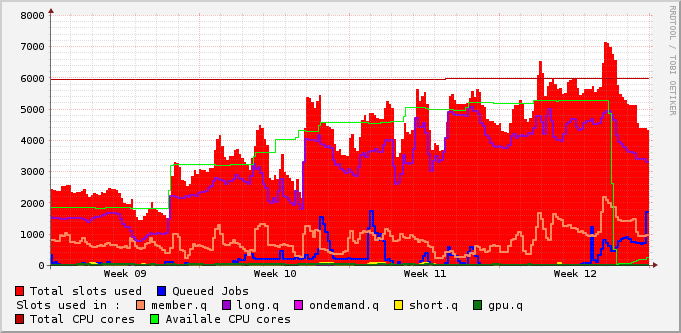 8000
7000
6000
5000
4000
3000
2000
1000
0
Week 09 Week 10 Week 11 Week 12
Total slots used Queued Jobs
Slots used in : member.q long.q ondemand.q short.q gpu.q
Total CPU cores Availale CPU cores
RRDTOOL / TOBI OETIKER